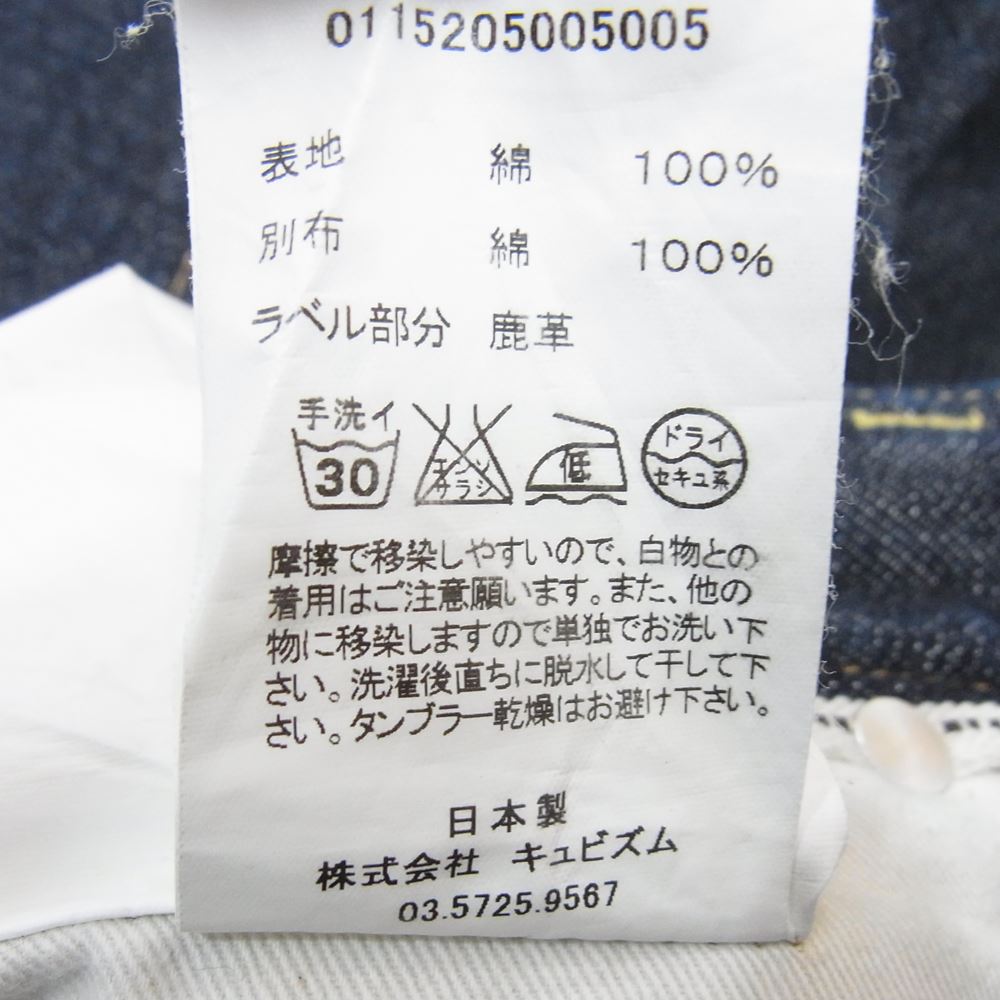 0115205005005
表地 綿 100%
別布 綿 100%
ラベル部分 鹿革
手洗イ
30
エンソ
サラシ
低
ドライ
セキユ系
摩擦で移染しやすいので、白物との
着用はご注意願います。また、他の
物に移染しますので単独でお洗い下
さい。洗濯後直ちに脱水して干して下
さい。タンブラー乾燥はお避け下さい。
日本製
株式会社 キュビズム
03.5725.9567